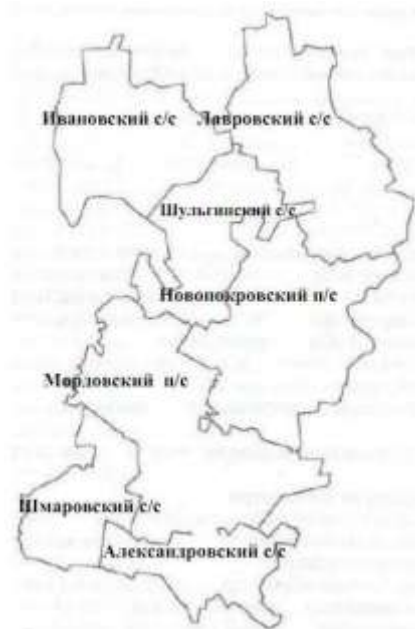 Ивановский с/с
Лавровский с/с
Шульгинский с/с
Новопокровский п/с
Мордовский п/с
Шмаровский с/с
Александровский с/с